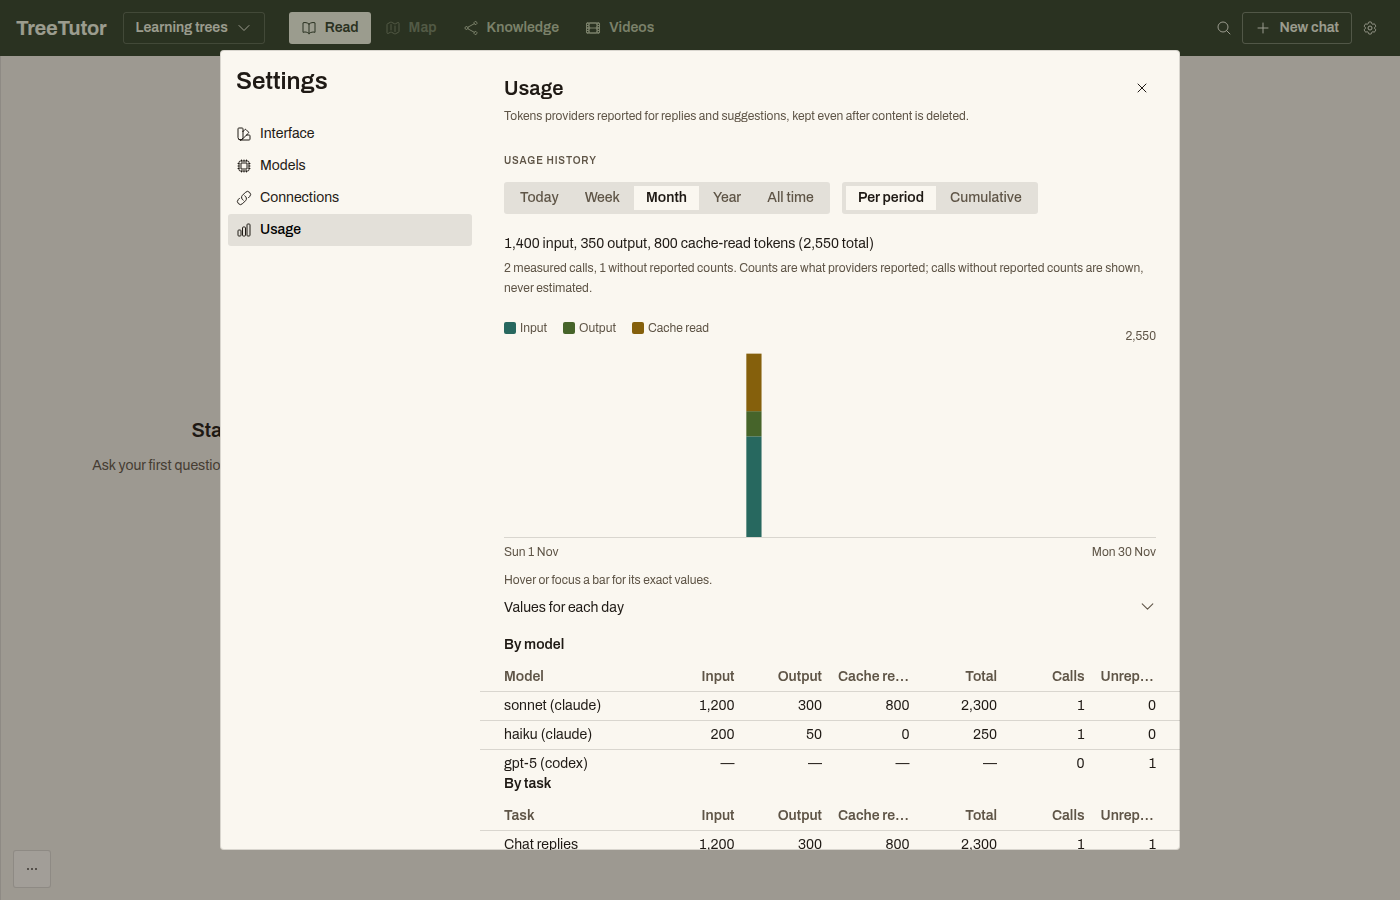 TreeTutor
Learning trees
Read
Map
Knowledge
Videos
New chat
Settings
Interface
Models
Connections
Usage
Sta
Ask your first questio
Usage
Tokens providers reported for replies and suggestions, kept even after content is deleted.
USAGE HISTORY
Today Week Month Year All time Per period Cumulative
1,400 input, 350 output, 800 cache-read tokens (2,550 total)
2 measured calls, 1 without reported counts. Counts are what providers reported; calls without reported counts are shown,
never estimated.
Input Output Cache read
2,550
Sun 1 Nov Mon 30 Nov
Hover or focus a bar for its exact values.
Values for each day
By model
Model Input Output Cache re... Total Calls Unrep...
sonnet (claude) 1,200 300 800 2,300 1 0
haiku (claude) 200 50 0 250 1 0
gpt-5 (codex) — — — — 0 1
By task
Task Input Output Cache re... Total Calls Unrep...
Chat replies 1,200 300 800 2,300 1 1
...